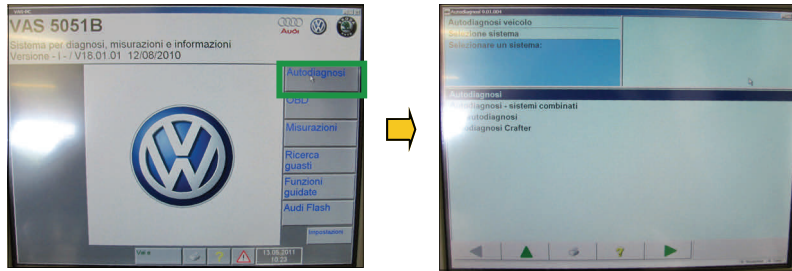 VAS 5051B
Sistema per diagnosi, misurazioni e informazioni
Versione - I - / V18.01.01 12/08/2010
Audi
Autodiagnosi
OBD
Misurazioni
Ricerca
guasti
Funzioni
guidate
Audi Flash
Impostazioni
Vai a
13.09.2011
Autodiagnosi veicolo
Selezione sistema
Selezionare un sistema:
Autodiagnosi
Autodiagnosi - sistemi combinati
autodiagnosi
Autodiagnosi Crafter